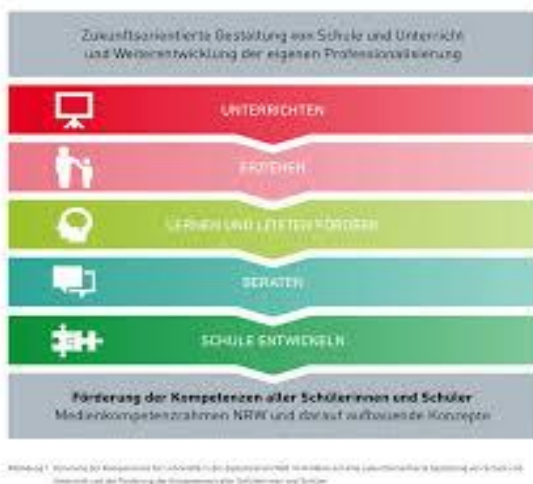 Zukunftsorientierte Gestaltung von Schule und Unterricht
und Weiterentwicklung der eigenen Professionalisierung
UNTERRICHTEN
ERZIEHEN
LERNEN UND LEISTEN FÖRDERN
BERATEN
SCHULE ENTWICKELN
Förderung der Kompetenzen aller Schülerinnen und Schüler
Medienkompetenzrahmen NRW und darauf aufbauende Konzepte